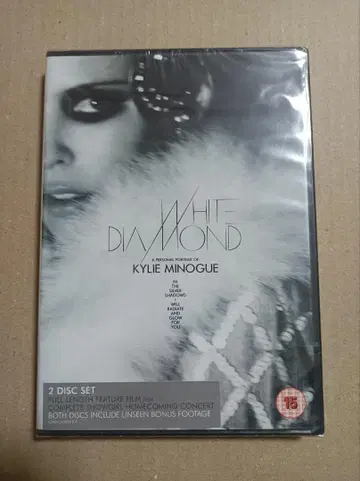 WHITE
DIAMOND
A PERSONAL PORTRAIT OF
KYLIE MINOGUE
IN
THE
SILVER
SHADOWS
I
WILL
RADIATE
AND
GLOW
FOR
YOU
2 DISC SET
FULL LENGTH FEATURE FILM PLUS
COMPLETE SHOWGIRL HOMECOMING CONCERT
BOTH DISCS INCLUDE UNSEEN BONUS FOOTAGE
15